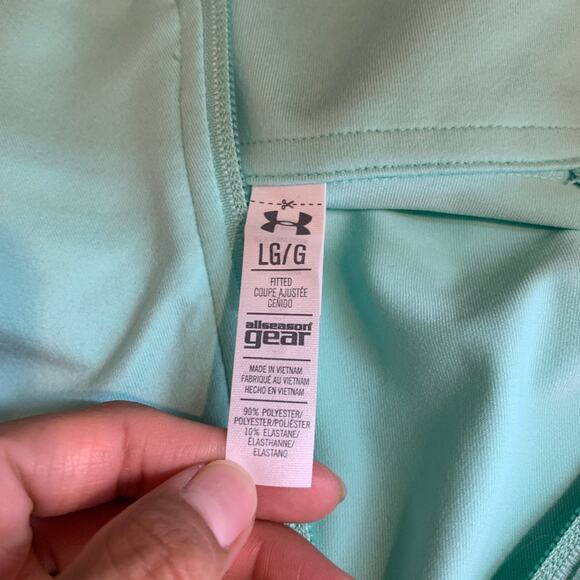 LG/G
FITTED
COUPE AJUSTÉE
CEÑIDO
allseason
gear
MADE IN VIETNAM
FABRIQUÉ AU VIETNAM
HECHO EN VIETNAM
90% POLYESTER/
POLYESTER/POLIÉSTER
10% ELASTANE/
ÉLASTHANNE/
ELASTANO